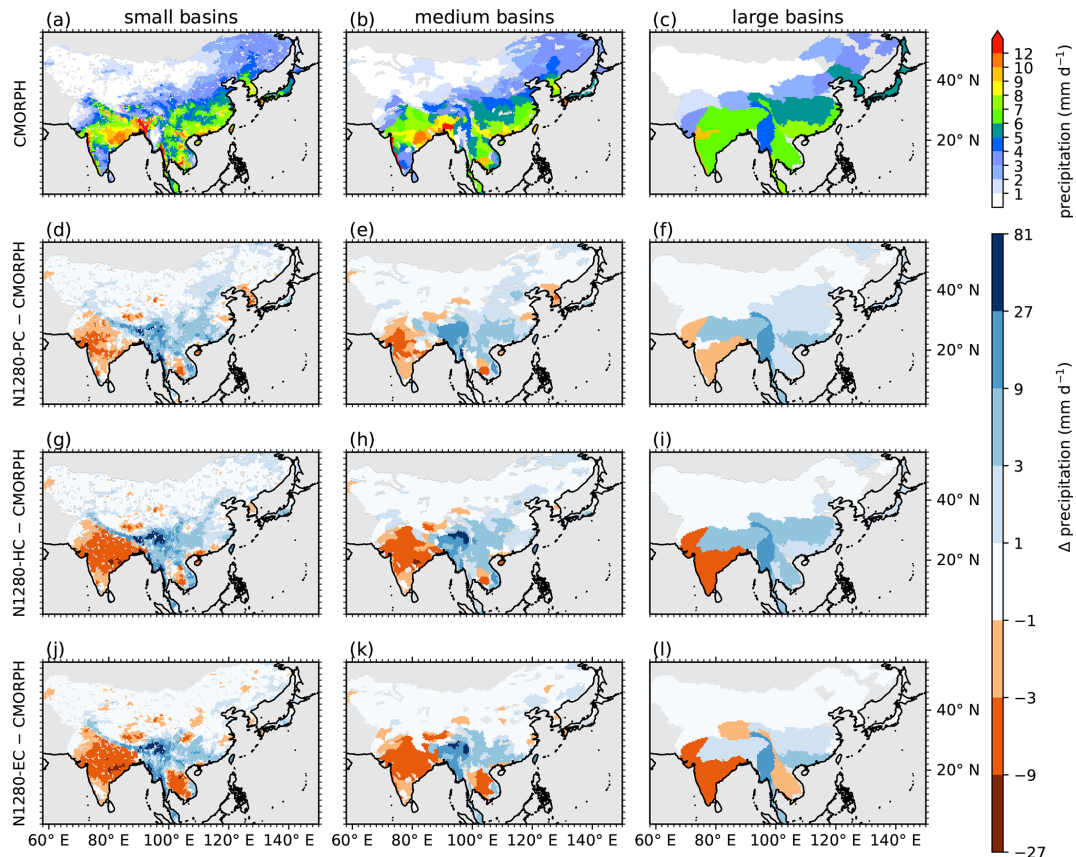 small basins
medium basins
large basins
(a)
(b)
(c)
CMORPH
40° N
20° N
12
10
9
8
7
6
5
4
3
2
1
precipitation (mm d⁻¹)
(d)
(e)
(f)
N1280-PC − CMORPH
40° N
20° N
(g)
(h)
(i)
N1280-HC − CMORPH
40° N
20° N
(j)
(k)
(l)
N1280-EC − CMORPH
40° N
20° N
81
27
9
3
1
−1
−3
−9
−27
Δ precipitation (mm d⁻¹)
60° E 80° E 100° E 120° E 140° E
60° E 80° E 100° E 120° E 140° E
60° E 80° E 100° E 120° E 140° E